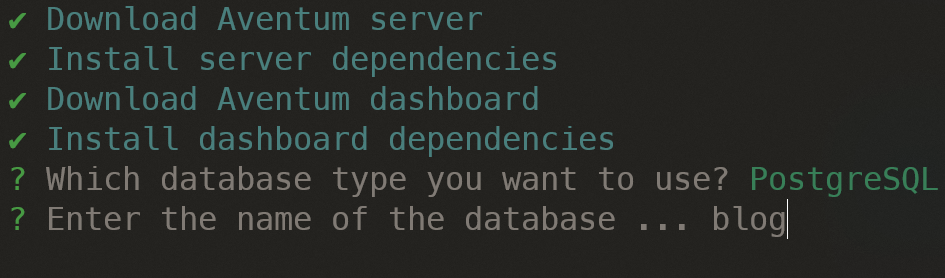 ✔ Download Aventum server
✔ Install server dependencies
✔ Download Aventum dashboard
✔ Install dashboard dependencies
? Which database type you want to use? PostgreSQL
? Enter the name of the database ... blog